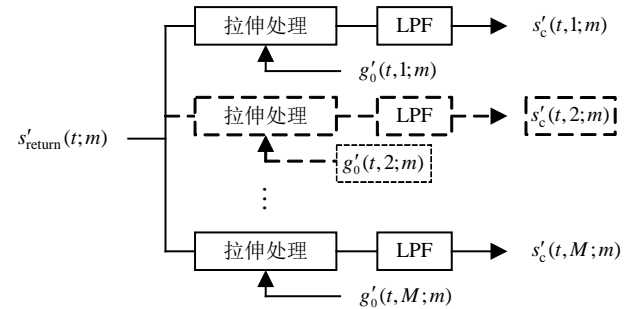 拉伸处理 LPF s′c(t,1;m)
g′0(t,1;m)
拉伸处理 LPF s′c(t,2;m)
s′return(t;m)
g′0(t,2;m)
⋮
拉伸处理 LPF s′c(t,M;m)
g′0(t,M;m)